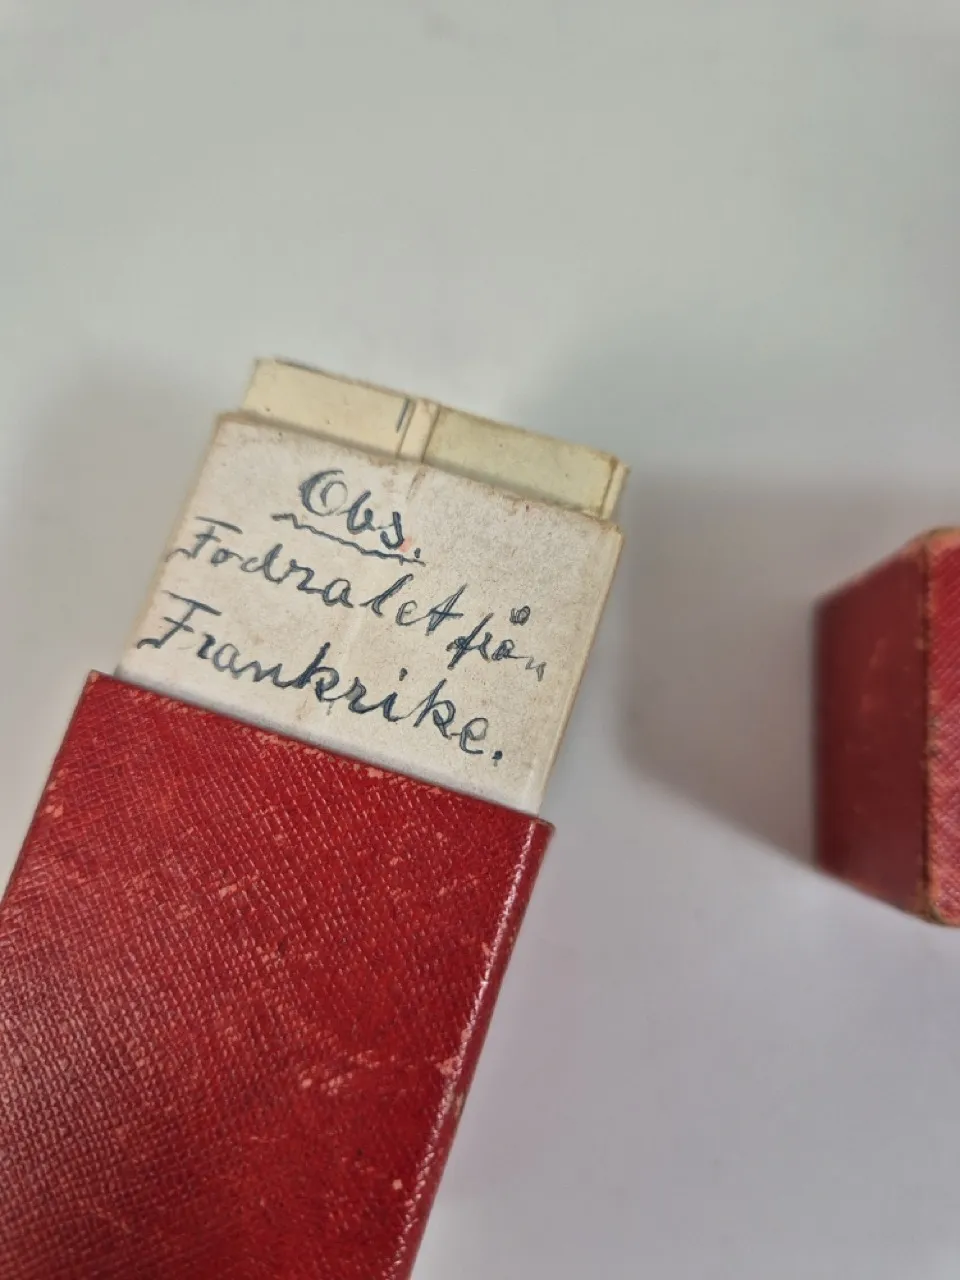 Obs.
Fodralet från
Frankrike.